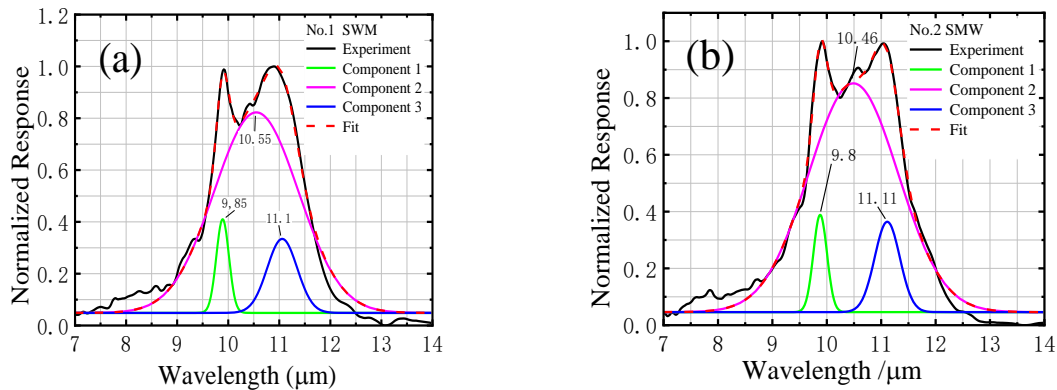 (a)
No.1 SWM
Experiment
Component 1
Component 2
Component 3
Fit
10.55
9,85
11.1
Normalized Response
1.2
1.0
0.8
0.6
0.4
0.2
0.0
7 8 9 10 11 12 13 14
Wavelength (μm)
(b)
No.2 SMW
Experiment
Component 1
Component 2
Component 3
Fit
10.46
9.8
11.11
Normalized Response
1.0
0.8
0.6
0.4
0.2
0.0
7 8 9 10 11 12 13 14
Wavelength /μm